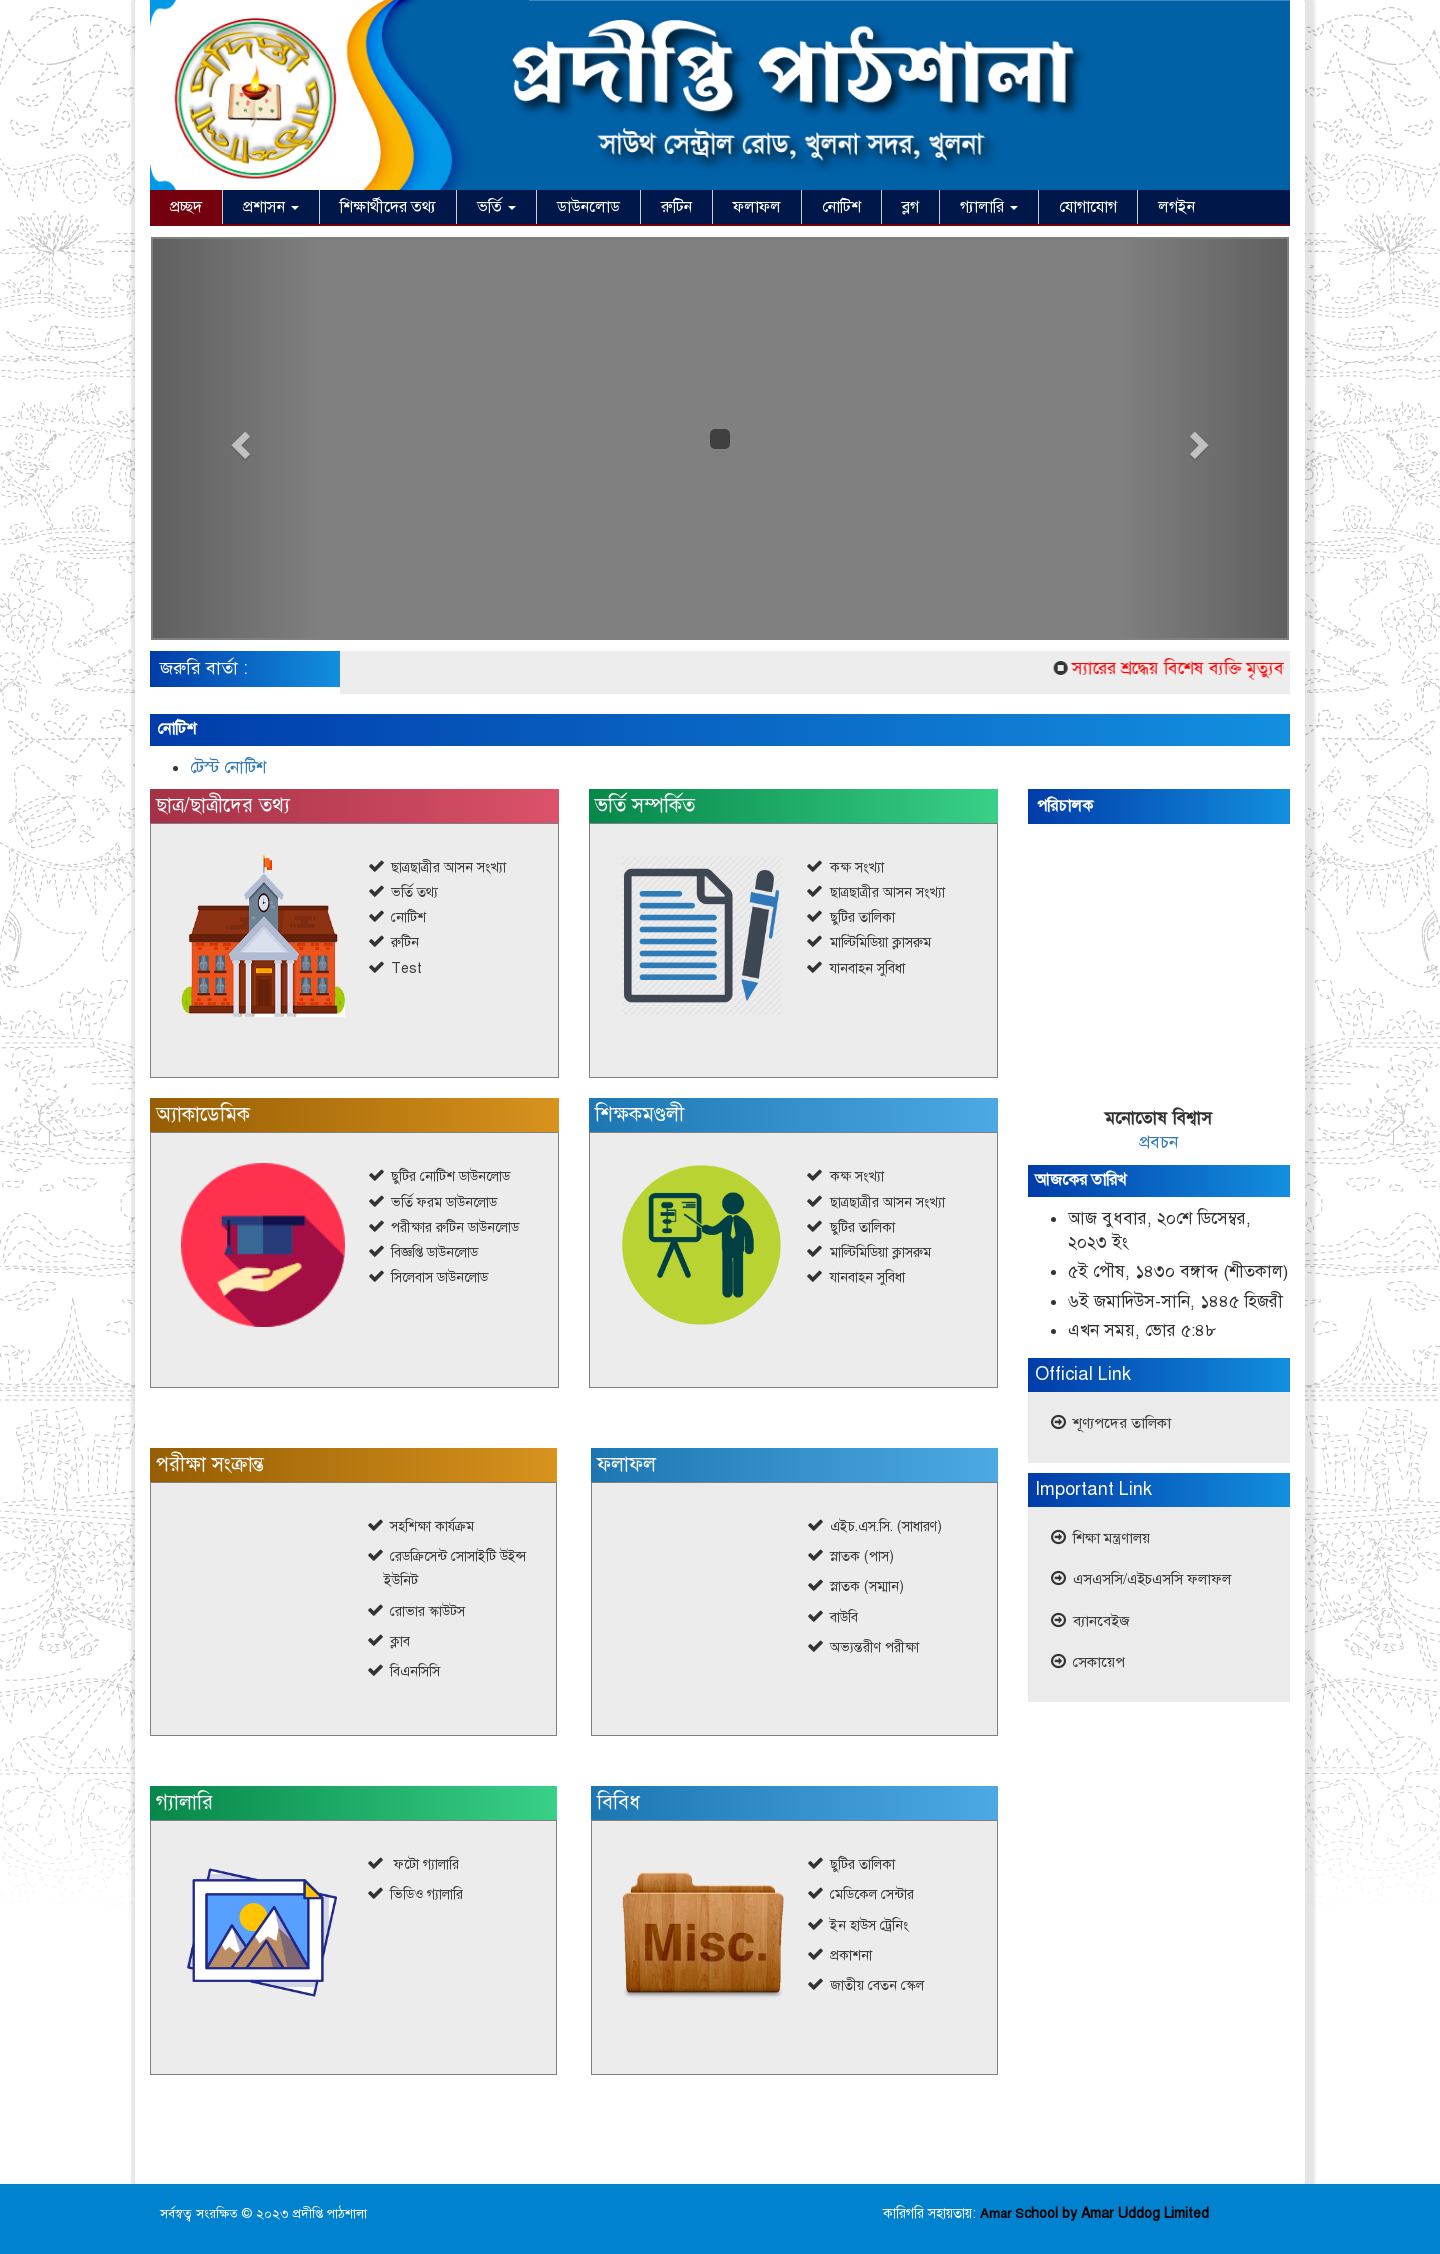 প্রদীপ্তি পাঠশালা
প্রদীপ্তি পাঠশালা
সাউথ সেন্ট্রাল রোড, খুলনা সদর, খুলনা
প্রচ্ছদ প্রশাসন শিক্ষার্থীদের তথ্য ভর্তি ডাউনলোড রুটিন ফলাফল নোটিশ ব্লগ গ্যালারি যোগাযোগ লগইন
জরুরি বার্তা : স্যারের শ্রদ্ধেয় বিশেষ ব্যক্তি মৃত্যুব
নোটিশ
টেস্ট নোটিশ
ছাত্র/ছাত্রীদের তথ্য
ছাত্রছাত্রীর আসন সংখ্যা
ভর্তি তথ্য
নোটিশ
রুটিন
Test
ভর্তি সম্পর্কিত
কক্ষ সংখ্যা
ছাত্রছাত্রীর আসন সংখ্যা
ছুটির তালিকা
মাল্টিমিডিয়া ক্লাসরুম
যানবাহন সুবিধা
পরিচালক
মনোতোষ বিশ্বাস
প্রবচন
অ্যাকাডেমিক
ছুটির নোটিশ ডাউনলোড
ভর্তি ফরম ডাউনলোড
পরীক্ষার রুটিন ডাউনলোড
বিজ্ঞপ্তি ডাউনলোড
সিলেবাস ডাউনলোড
শিক্ষকমণ্ডলী
কক্ষ সংখ্যা
ছাত্রছাত্রীর আসন সংখ্যা
ছুটির তালিকা
মাল্টিমিডিয়া ক্লাসরুম
যানবাহন সুবিধা
আজকের তারিখ
আজ বুধবার, ২০শে ডিসেম্বর,
২০২৩ ইং
৫ই পৌষ, ১৪৩০ বঙ্গাব্দ (শীতকাল)
৬ই জমাদিউস-সানি, ১৪৪৫ হিজরী
এখন সময়, ভোর ৫:৪৮
Official Link
শূণ্যপদের তালিকা
Important Link
শিক্ষা মন্ত্রণালয়
এসএসসি/এইচএসসি ফলাফল
ব্যানবেইজ
সেকায়েপ
পরীক্ষা সংক্রান্ত
সহশিক্ষা কার্যক্রম
রেডক্রিসেন্ট সোসাইটি উইন্স
ইউনিট
রোভার স্কাউটস
ক্লাব
বিএনসিসি
ফলাফল
এইচ.এস.সি. (সাধারণ)
স্নাতক (পাস)
স্নাতক (সম্মান)
বাউবি
অভ্যন্তরীণ পরীক্ষা
গ্যালারি
ফটো গ্যালারি
ভিডিও গ্যালারি
বিবিধ
Misc.
ছুটির তালিকা
মেডিকেল সেন্টার
ইন হাউস ট্রেনিং
প্রকাশনা
জাতীয় বেতন স্কেল
সর্বস্বত্ব সংরক্ষিত © ২০২৩ প্রদীপ্তি পাঠশালা
কারিগরি সহায়তায়: Amar School by Amar Uddog Limited